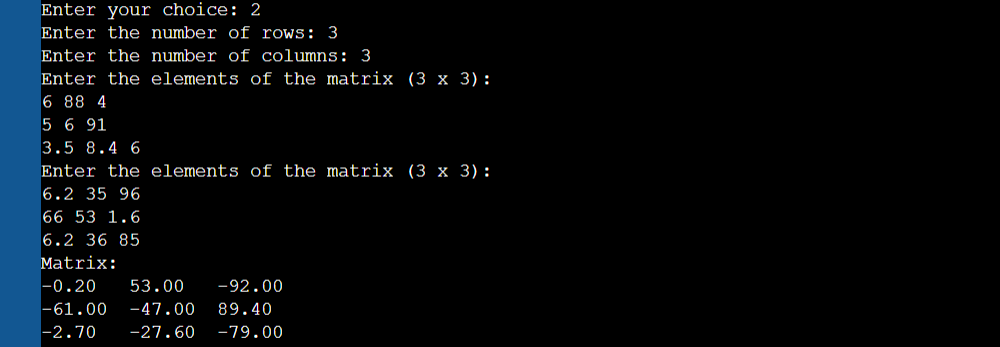 Enter your choice: 2
Enter the number of rows: 3
Enter the number of columns: 3
Enter the elements of the matrix (3 x 3):
6 88 4
5 6 91
3.5 8.4 6
Enter the elements of the matrix (3 x 3):
6.2 35 96
66 53 1.6
6.2 36 85
Matrix:
-0.20 53.00 -92.00
-61.00 -47.00 89.40
-2.70 -27.60 -79.00